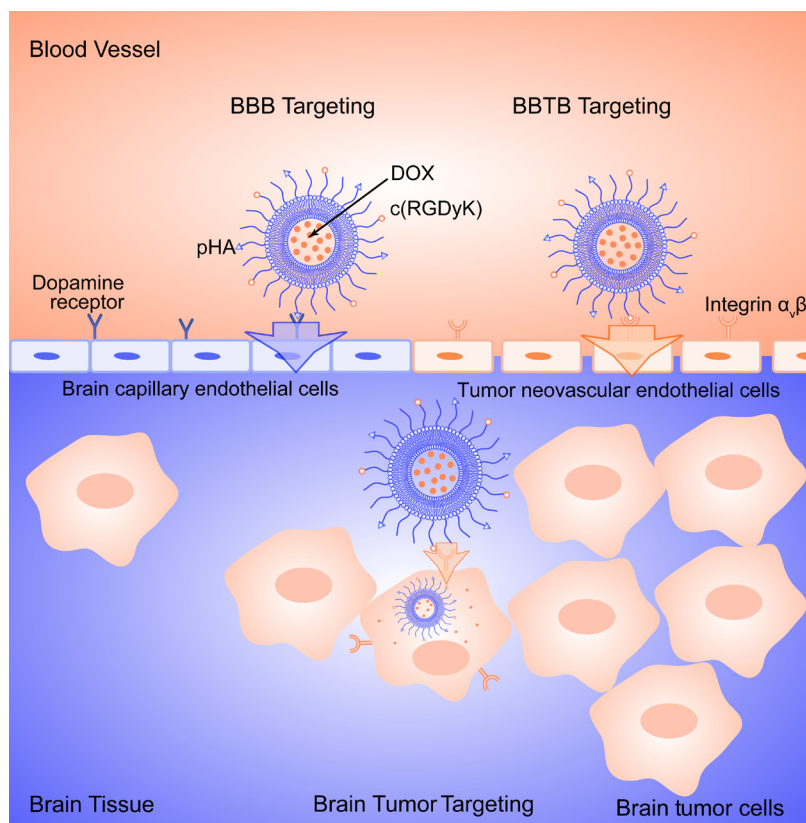 Blood Vessel
BBB Targeting
BBTB Targeting
DOX
c(RGDyK)
pHA
Dopamine
receptor
Integrin αᵥβ
Brain capillary endothelial cells
Tumor neovascular endothelial cells
Brain Tissue
Brain Tumor Targeting
Brain tumor cells